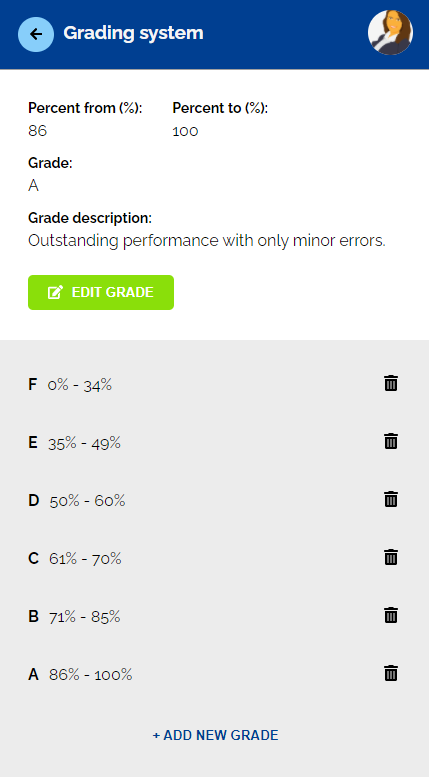 Grading system
Percent from (%): Percent to (%):
86 100
Grade:
A
Grade description:
Outstanding performance with only minor errors.
EDIT GRADE
F 0% - 34%
E 35% - 49%
D 50% - 60%
C 61% - 70%
B 71% - 85%
A 86% - 100%
+ ADD NEW GRADE